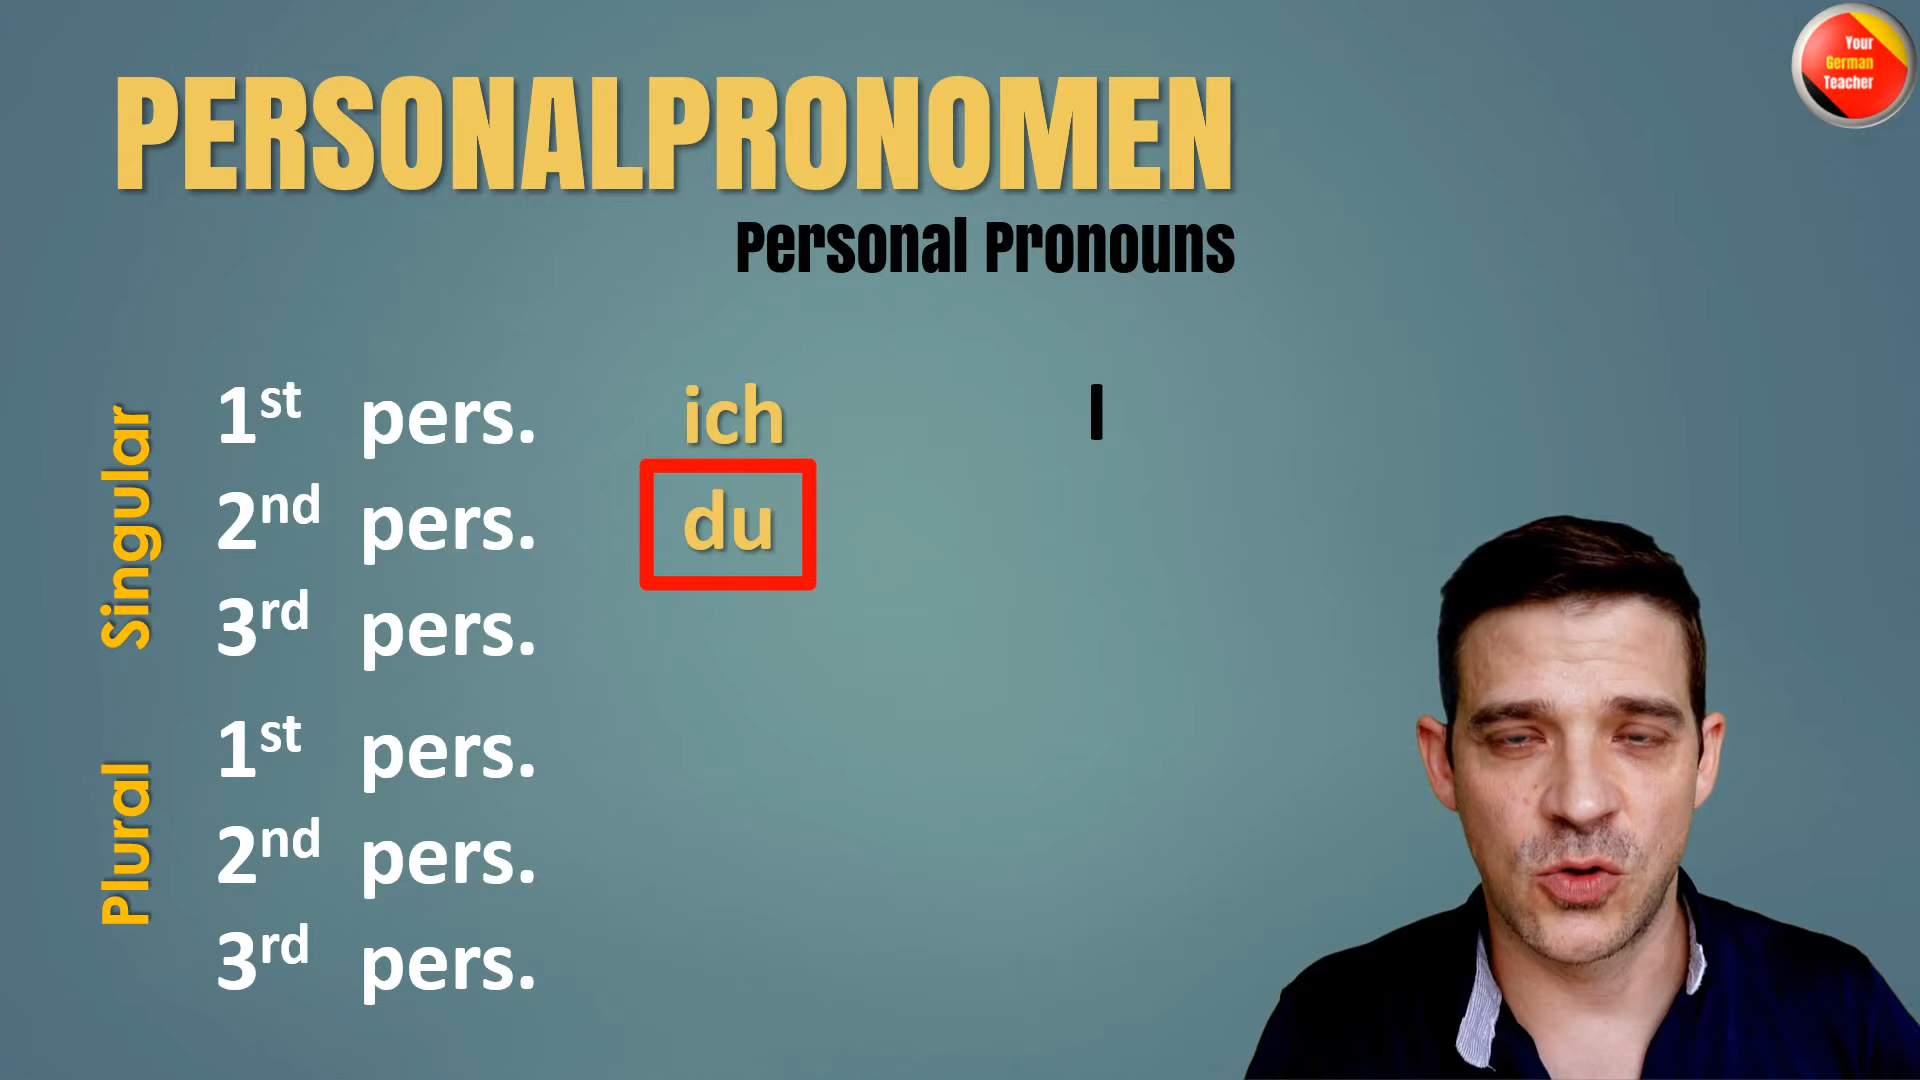 Your
German
Teacher
PERSONALPRONOMEN
Personal Pronouns
Singular
1st pers. ich I
2nd pers. du
3rd pers.
Plural
1st pers.
2nd pers.
3rd pers.